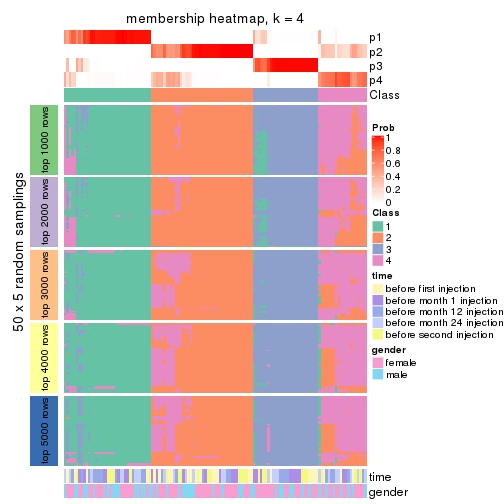 membership heatmap, k = 4
p1
p2
p3
p4
Class
50 x 5 random samplings
top 1000 rows
top 2000 rows
top 3000 rows
top 4000 rows
top 5000 rows
time
gender
Prob
1
0.8
0.6
0.4
0.2
0
Class
1
2
3
4
time
before first injection
before month 1 injection
before month 12 injection
before month 24 injection
before second injection
gender
female
male